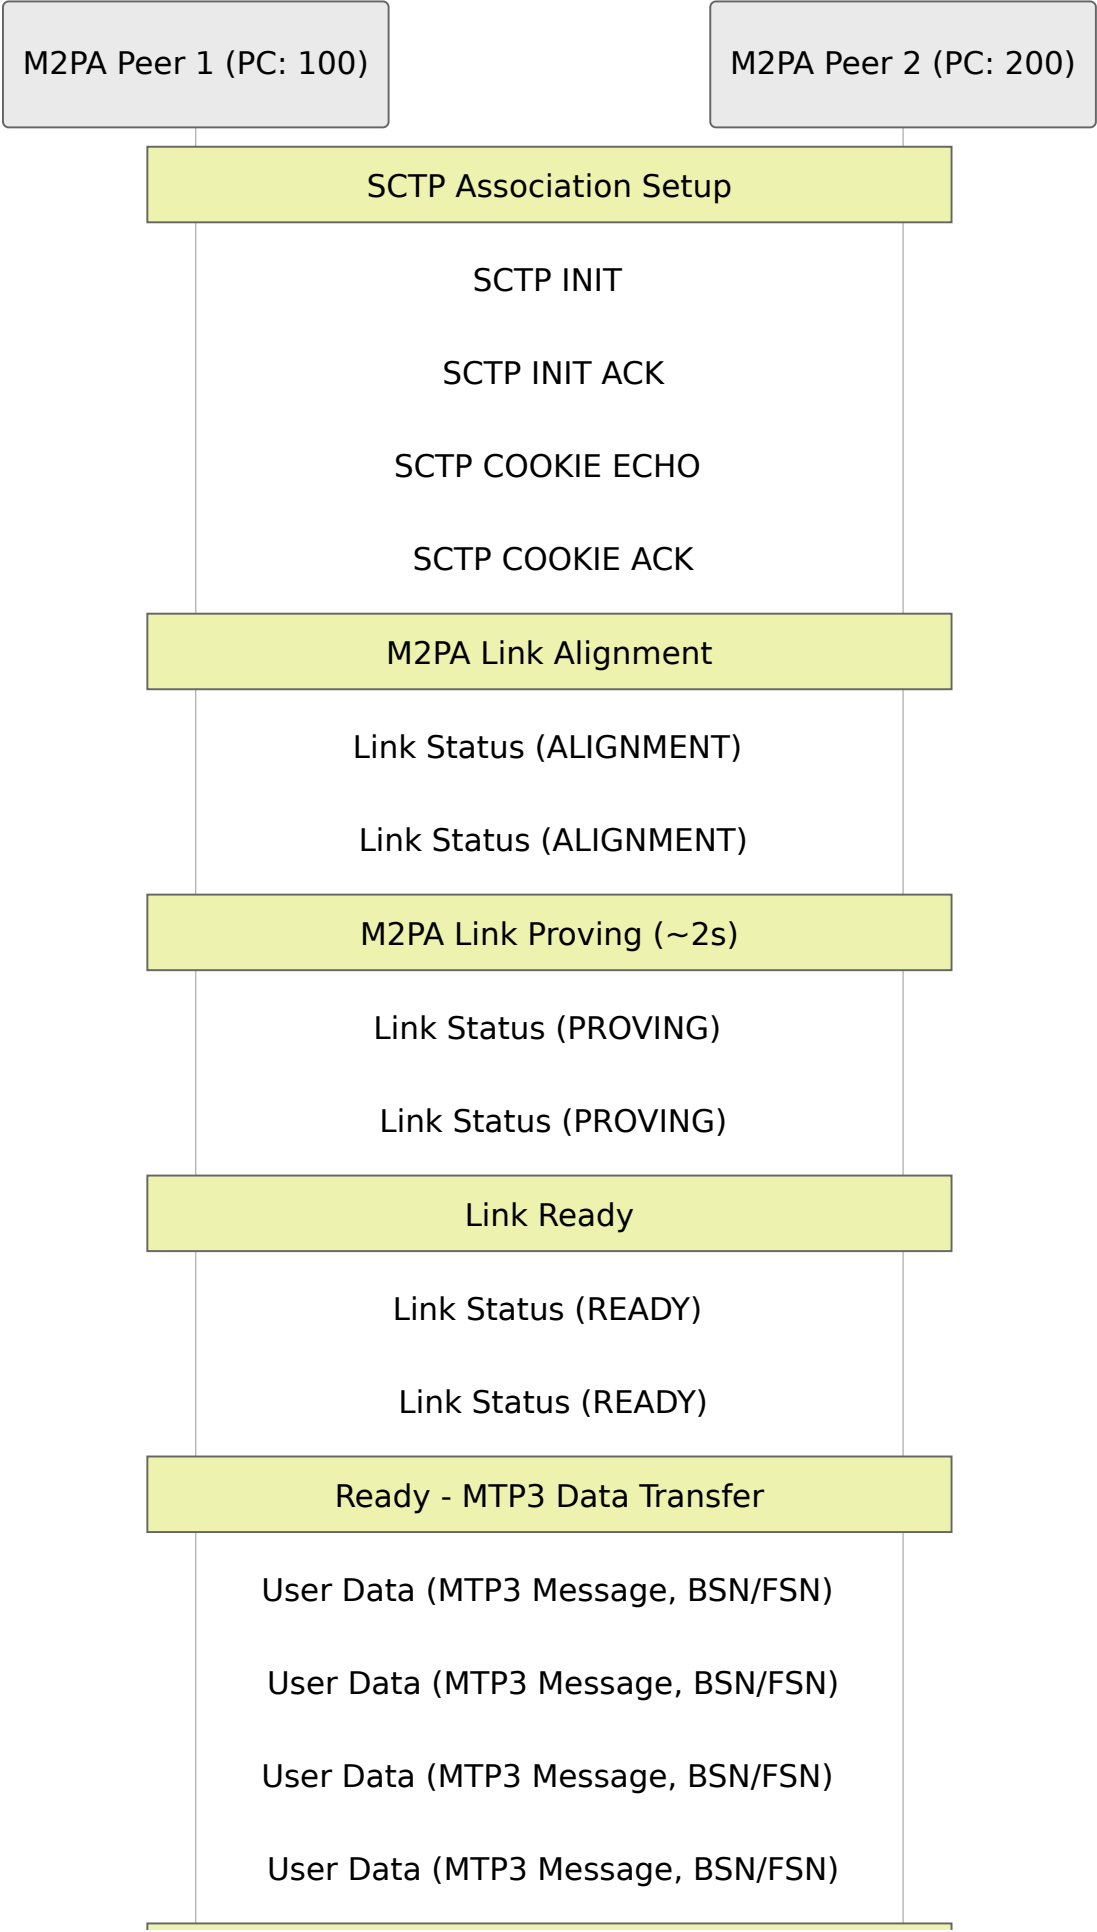 M2PA Peer 1 (PC: 100)
M2PA Peer 2 (PC: 200)
SCTP Association Setup
SCTP INIT
SCTP INIT ACK
SCTP COOKIE ECHO
SCTP COOKIE ACK
M2PA Link Alignment
Link Status (ALIGNMENT)
Link Status (ALIGNMENT)
M2PA Link Proving (~2s)
Link Status (PROVING)
Link Status (PROVING)
Link Ready
Link Status (READY)
Link Status (READY)
Ready - MTP3 Data Transfer
User Data (MTP3 Message, BSN/FSN)
User Data (MTP3 Message, BSN/FSN)
User Data (MTP3 Message, BSN/FSN)
User Data (MTP3 Message, BSN/FSN)